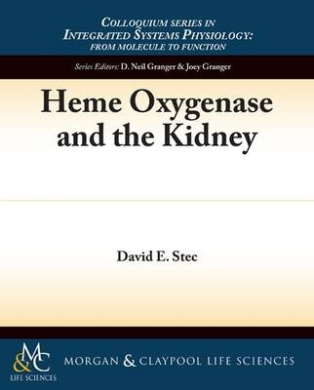 COLLOQUIUM SERIES IN
INTEGRATED SYSTEMS PHYSIOLOGY:
FROM MOLECULE TO FUNCTION
Series Editors: D. Neil Granger & Joey Granger
Heme Oxygenase
and the Kidney
David E. Stec
M&C
LIFE SCIENCES
MORGAN & CLAYPOOL LIFE SCIENCES